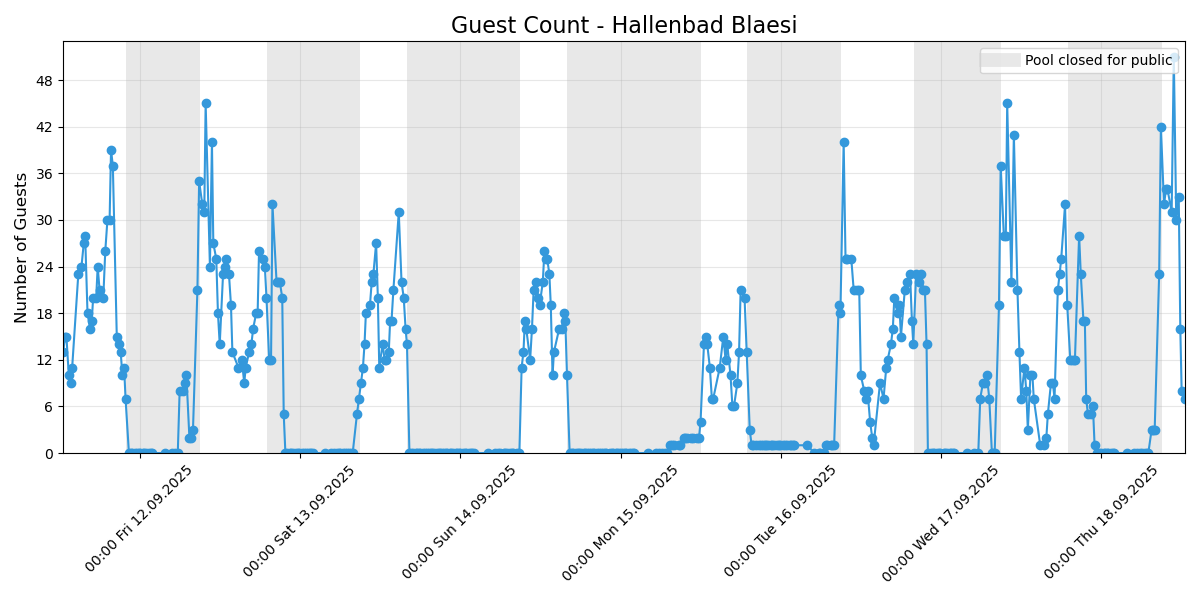 Guest Count - Hallenbad Blaesi
Pool closed for public
Number of Guests
48
42
36
30
24
18
12
6
0
00:00 Fri 12.09.2025
00:00 Sat 13.09.2025
00:00 Sun 14.09.2025
00:00 Mon 15.09.2025
00:00 Tue 16.09.2025
00:00 Wed 17.09.2025
00:00 Thu 18.09.2025